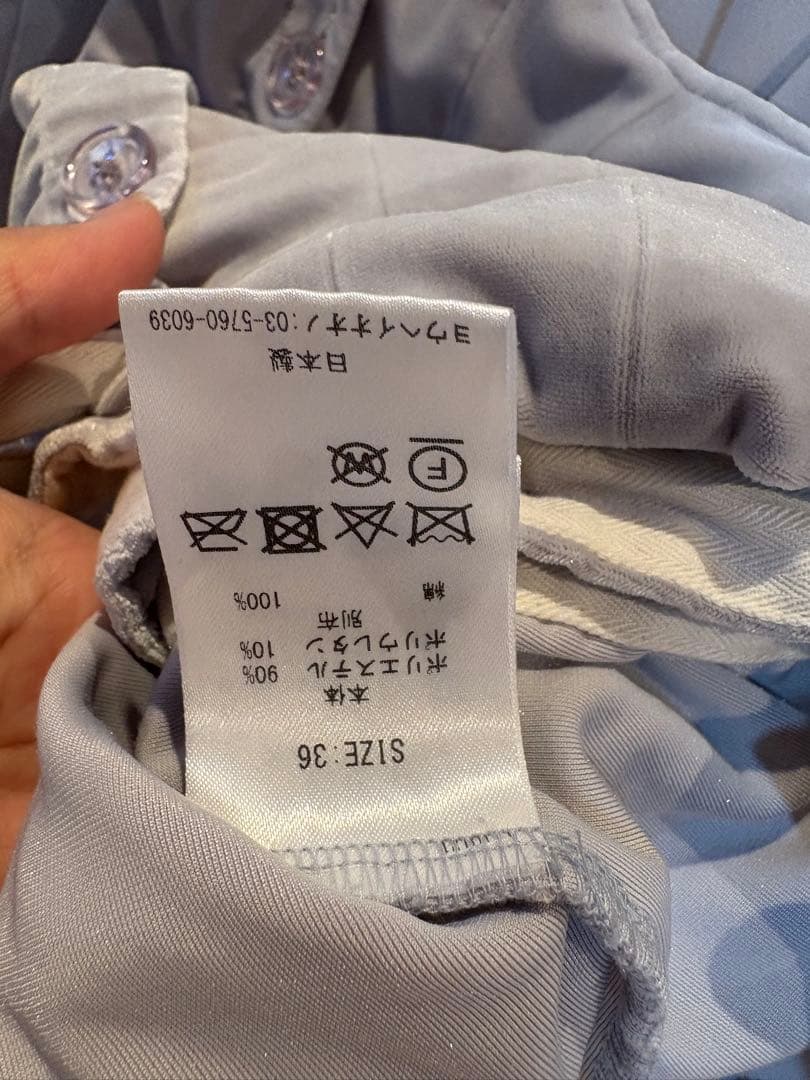 SIZE:36
本体
ポリエステル 90%
ポリウレタン 10%
別布
綿 100%
F
W
日本製
ヨウヘイオオノ:03-5760-6039